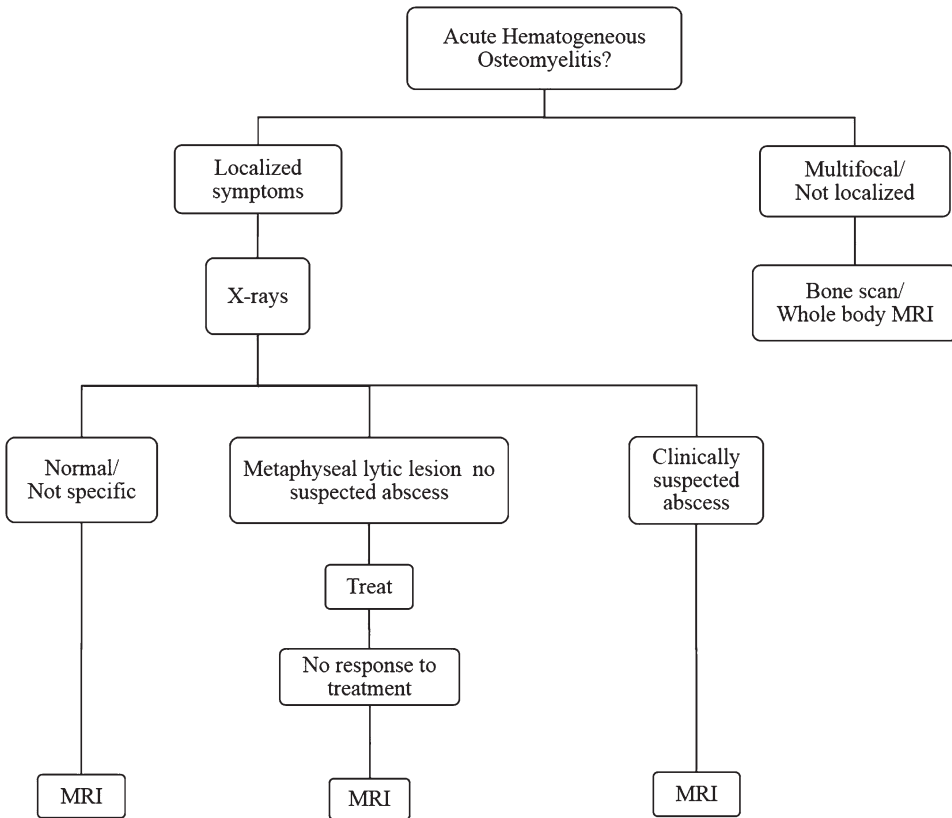 Acute Hematogeneous
Osteomyelitis?
Localized
symptoms
Multifocal/
Not localized
X-rays
Bone scan/
Whole body MRI
Normal/
Not specific
Metaphyseal lytic lesion no
suspected abscess
Clinically
suspected
abscess
Treat
No response to
treatment
MRI
MRI
MRI